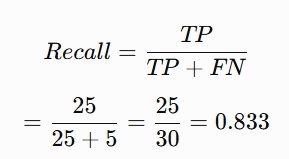 Recall = TP / TP + FN
= 25 / 25 + 5 = 25 / 30 = 0.833